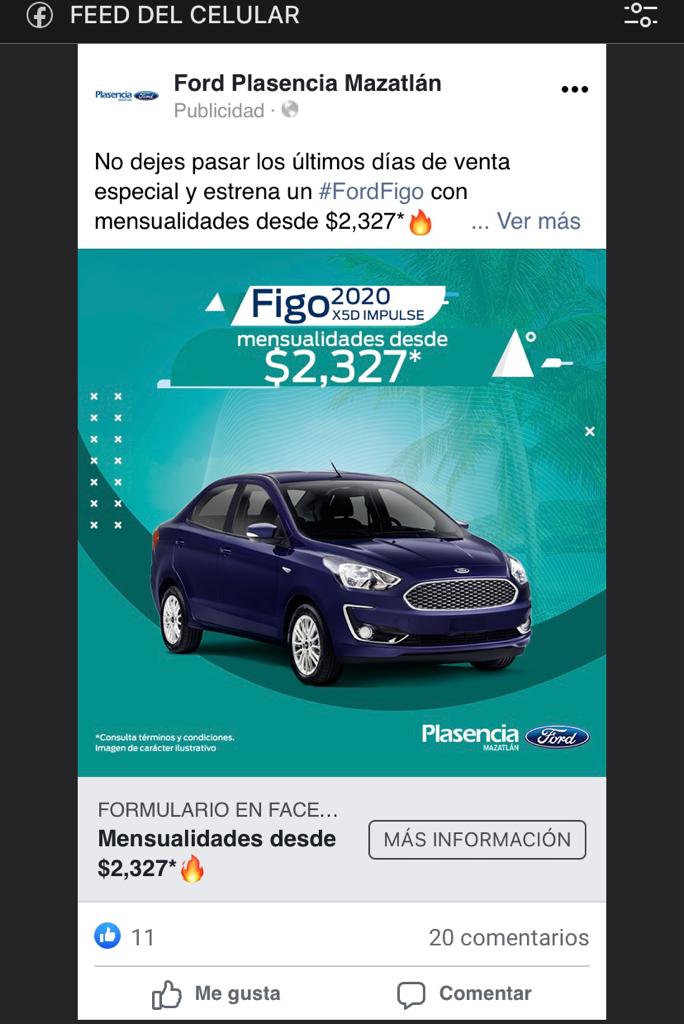 FEED DEL CELULAR
Plasencia Ford
Ford Plasencia Mazatlán
Publicidad ·
No dejes pasar los últimos días de venta
especial y estrena un #FordFigo con
mensualidades desde $2,327*🔥 ... Ver más
Figo 2020
X5D IMPULSE
mensualidades desde
$2,327*
*Consulta términos y condiciones.
Imagen de carácter ilustrativo
Plasencia Ford
MAZATLÁN
FORMULARIO EN FACE...
Mensualidades desde
$2,327*🔥
MÁS INFORMACIÓN
11
20 comentarios
Me gusta
Comentar